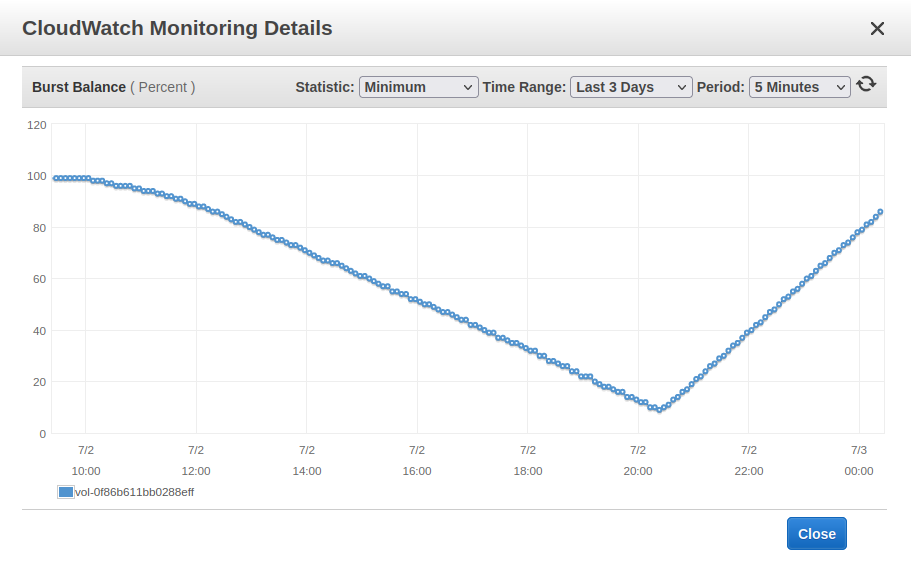 CloudWatch Monitoring Details
Burst Balance ( Percent ) Statistic: Minimum Time Range: Last 3 Days Period: 5 Minutes
120
100
80
60
40
20
0
7/2 7/2 7/2 7/2 7/2 7/2 7/2 7/3
10:00 12:00 14:00 16:00 18:00 20:00 22:00 00:00
vol-0f86b611bb0288eff
Close